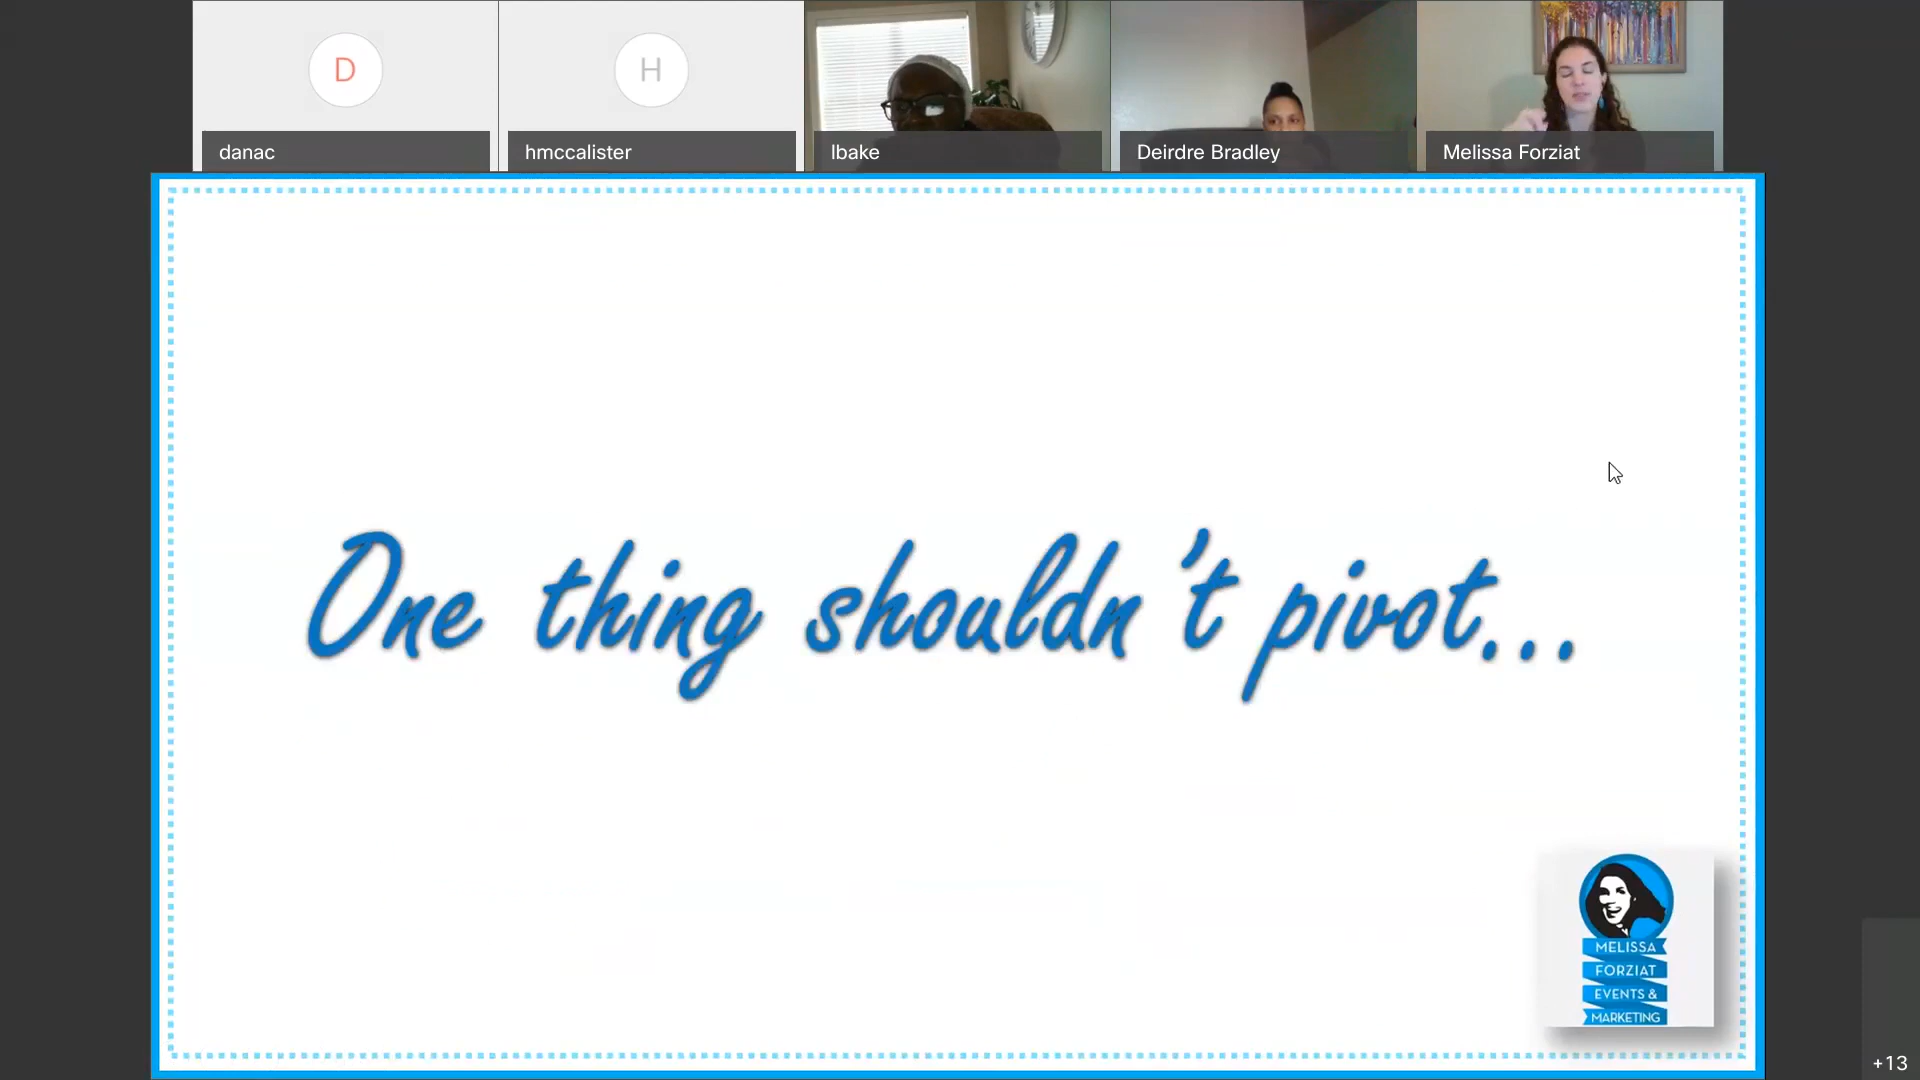 D
H
danac
hmccalister
lbake
Deirdre Bradley
Melissa Forziat
One thing shouldn't pivot...
MELISSA
FORZIAT
EVENTS &
MARKETING
+13